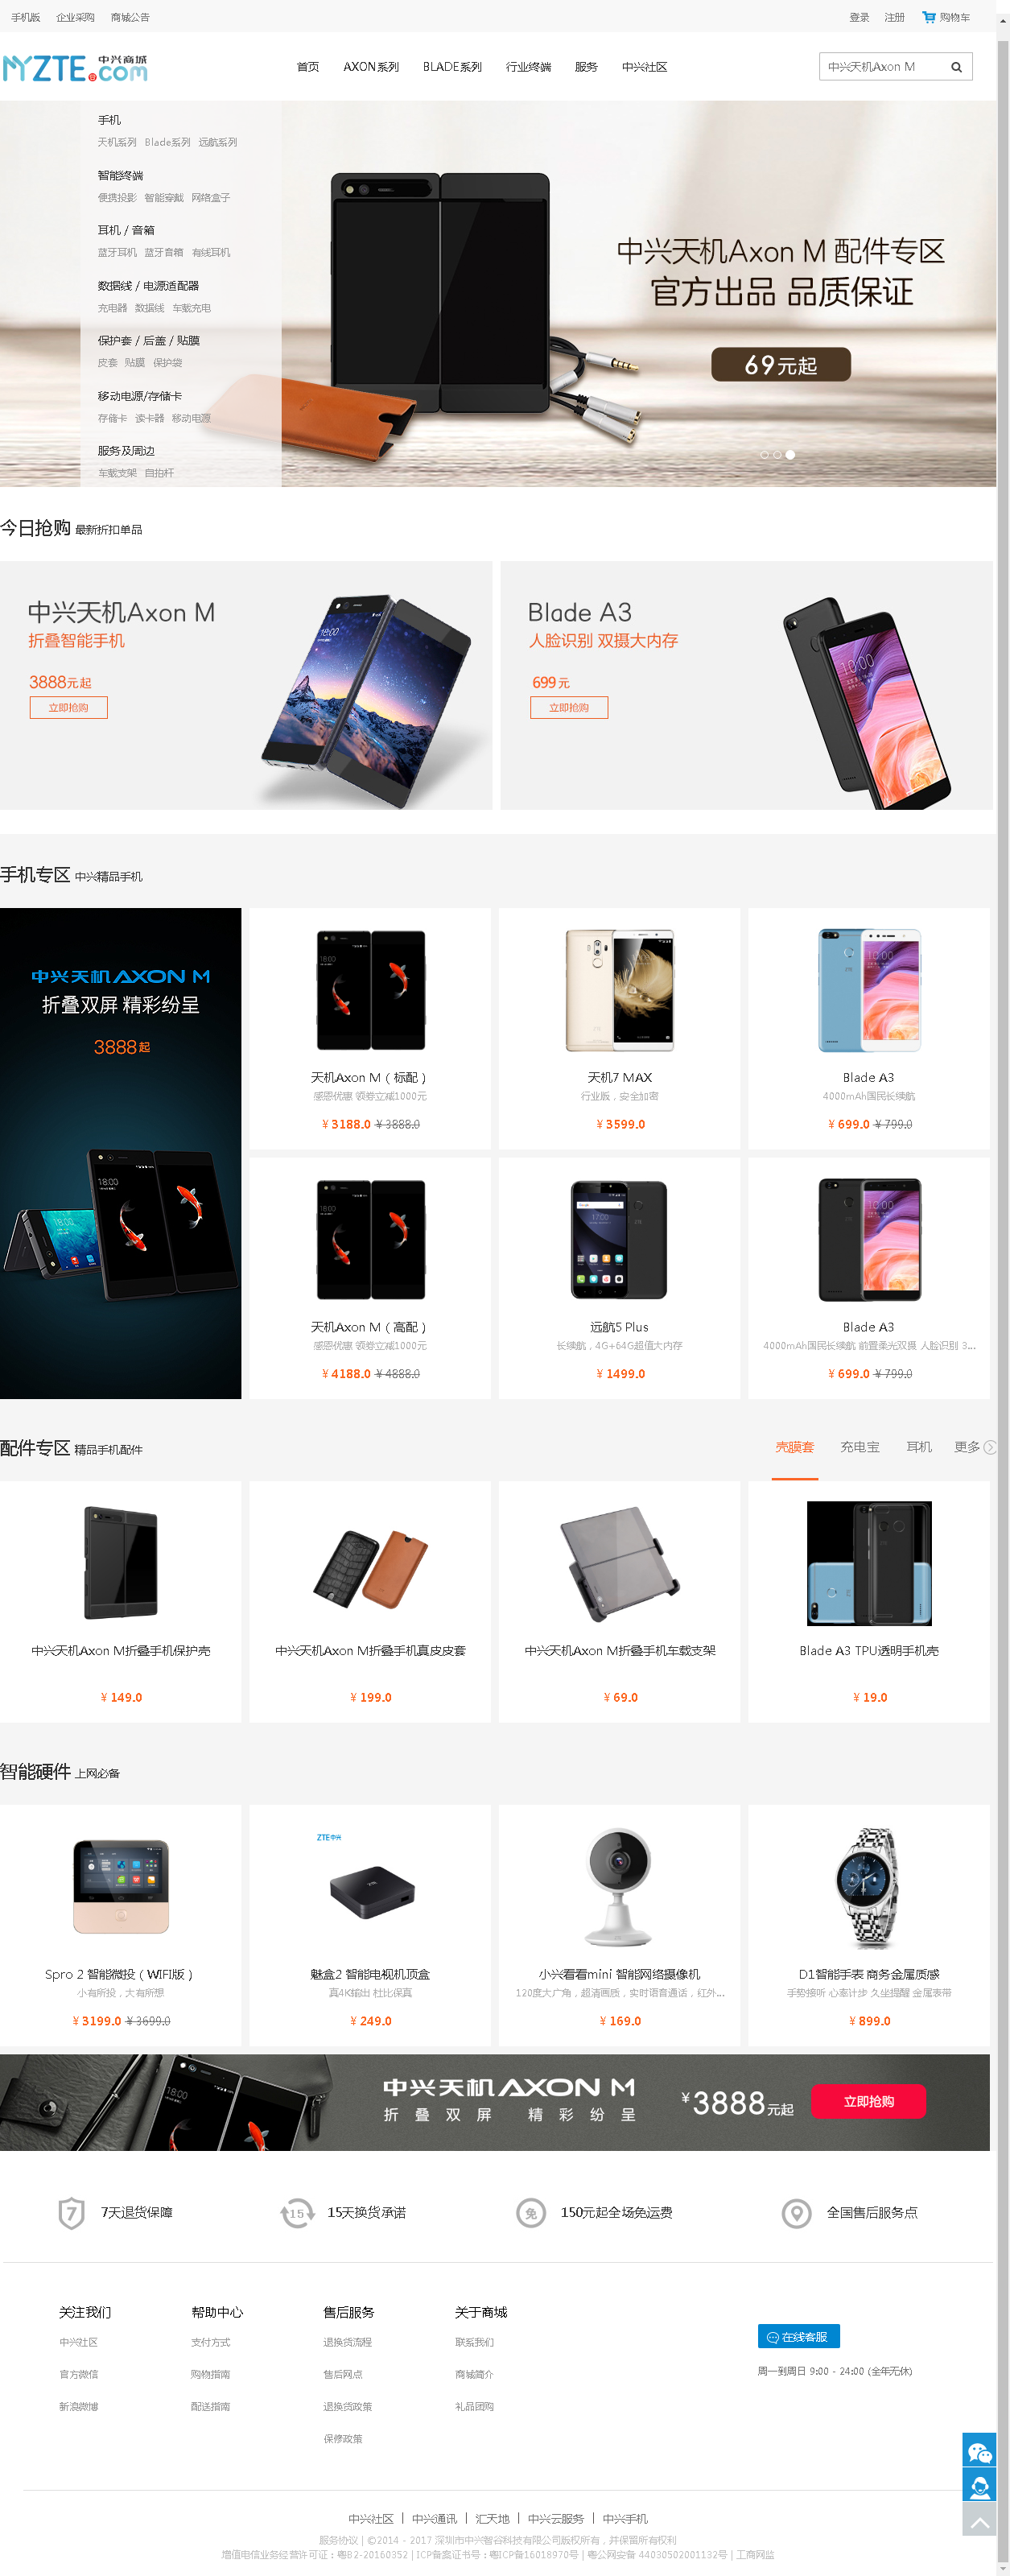 手机版 企业采购 商城公告 登录 注册 购物车
MYZTE.com 中兴商城
首页 AXON系列 BLADE系列 行业终端 服务 中兴社区 中兴天机Axon M
手机
天机系列 Blade系列 远航系列
智能终端
便携投影 智能穿戴 网络盒子
耳机 / 音箱
蓝牙耳机 蓝牙音箱 有线耳机
数据线 / 电源适配器
充电器 数据线 车载充电
保护套 / 后盖 / 贴膜
皮套 贴膜 保护袋
移动电源/存储卡
存储卡 读卡器 移动电源
服务及周边
车载支架 自拍杆
中兴天机Axon M 配件专区
官方出品 品质保证
69元起
今日抢购 最新折扣单品
中兴天机Axon M
折叠智能手机
3888元起
立即抢购
Blade A3
人脸识别 双摄大内存
699元
立即抢购
手机专区 中兴精品手机
中兴天机AXON M
折叠双屏 精彩纷呈
3888起
天机Axon M（标配）
感恩优惠 领劵立减1000元
¥ 3188.0 ¥ 3888.0
天机7 MAX
行业版，安全加密
¥ 3599.0
Blade A3
4000mAh国民长续航
¥ 699.0 ¥ 799.0
天机Axon M（高配）
感恩优惠 领劵立减1000元
¥ 4188.0 ¥ 4888.0
远航5 Plus
长续航，4G+64G超值大内存
¥ 1499.0
Blade A3
4000mAh国民长续航 前置柔光双摄 人脸识别 3...
¥ 699.0 ¥ 799.0
配件专区 精品手机配件 壳膜套 充电宝 耳机 更多
中兴天机Axon M折叠手机保护壳
¥ 149.0
中兴天机Axon M折叠手机真皮皮套
¥ 199.0
中兴天机Axon M折叠手机车载支架
¥ 69.0
Blade A3 TPU透明手机壳
¥ 19.0
智能硬件 上网必备
Spro 2 智能微投（WIFI版）
小有所投，大有所想
¥ 3199.0 ¥ 3699.0
ZTE中兴
魅盒2 智能电视机顶盒
真4K输出 杜比保真
¥ 249.0
小兴看看mini 智能网络摄像机
120度大广角，超清画质，实时语音通话，红外...
¥ 169.0
D1智能手表 商务金属质感
手势接听 心率计步 久坐提醒 金属表带
¥ 899.0
中兴天机AXON M
折叠双屏 精彩纷呈
¥3888元起 立即抢购
7 7天退货保障 15 15天换货承诺 免 150元起全场免运费 全国售后服务点
关注我们 帮助中心 售后服务 关于商城
中兴社区 支付方式 退换货流程 联系我们
官方微信 购物指南 售后网点 商城简介
新浪微博 配送指南 退换货政策 礼品团购
保修政策
在线客服
周一到周日 9:00 - 24:00 (全年无休)
中兴社区 | 中兴通讯 | 汇天地 | 中兴云服务 | 中兴手机
服务协议 | ©2014 - 2017 深圳市中兴智谷科技有限公司版权所有，并保留所有权利
增值电信业务经营许可证：粤B2-20160352 | ICP备案证书号：粤ICP备16018970号 | 粤公网安备 44030502001132号 | 工商网监